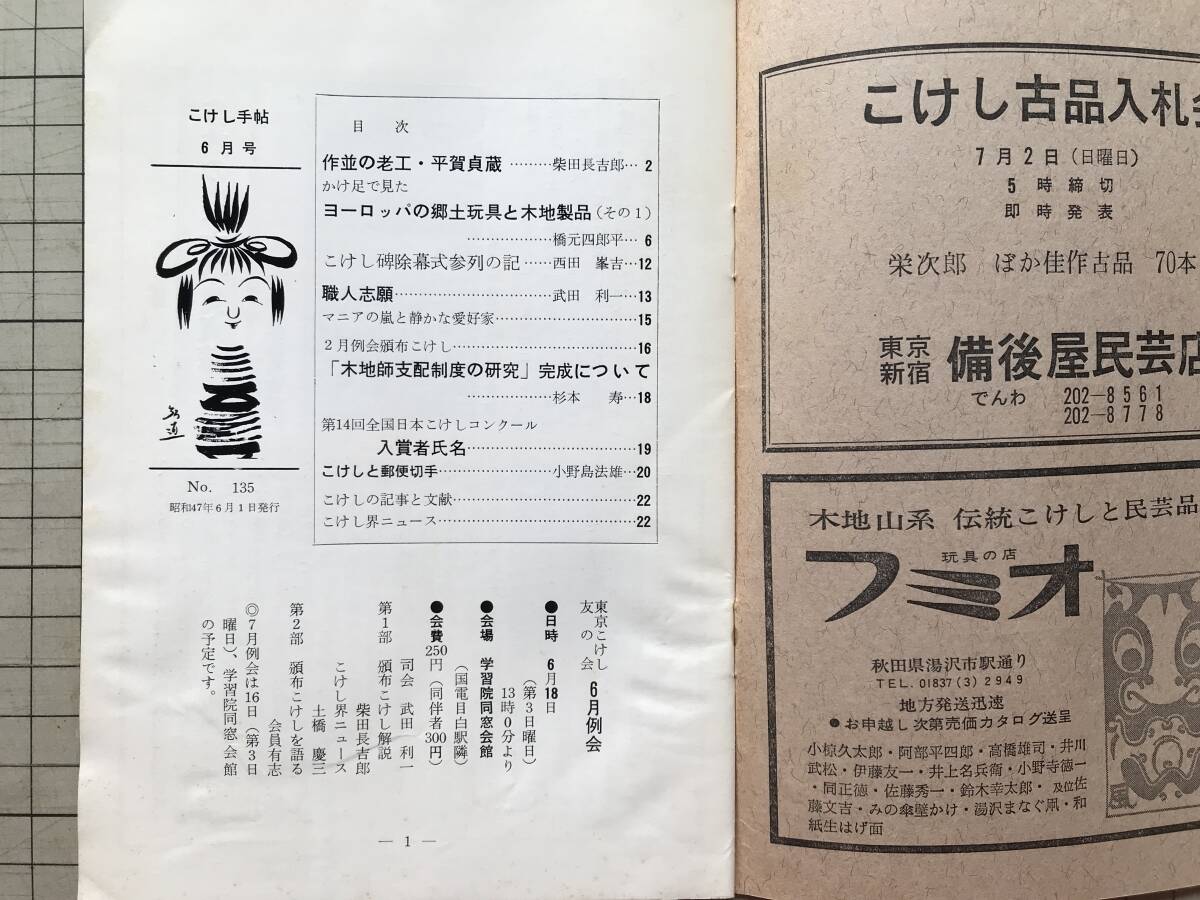 こけし手帖
6月号
No. 135
昭和47年6月1日発行
目次
作並の老工・平賀貞蔵………柴田長吉郎…2
かけ足で見た
ヨーロッパの郷土玩具と木地製品(その1)
………………橋元四郎平…6
こけし碑除幕式参列の記……西田 峯吉…12
職人志願………………………武田 利一…13
マニアの嵐と静かな愛好家…………………15
2月例会頒布こけし…………………………16
「木地師支配制度の研究」完成について
………………杉本 寿…18
第14回全国日本こけしコンクール
入賞者氏名…………………………19
こけしと郵便切手………………小野島法雄…20
こけしの記事と文献…………………………22
こけし界ニュース……………………………22
東京こけし友の会 6月例会
●日時 6月18日
(第3日曜日)
13時0分より
●会場 学習院同窓会館
(国電目白駅隣)
●会費 250円(同伴者300円)
司会 武田利一
第1部 頒布こけし解説
柴田長吉郎
こけし界ニュース
土橋慶三
第2部 頒布こけしを語る
会員有志
◎7月例会は16日(第3日
曜日)、学習院同窓会館
の予定です。
— 1 —
こけし古品入札
7月2日(日曜日)
5時締切
即時発表
栄次郎 ほか佳作古品 70本
東京
新宿
備後屋民芸店
でんわ 202-8561
202-8778
木地山系 伝統こけしと民芸品
玩具の店
フミオ
秋田県湯沢市駅通り
TEL. 01837(3)2949
地方発送迅速
●お申越し次第売価カタログ送呈
小椋久太郎・阿部平四郎・高橋雄司・井川
武松・伊藤友一・井上名兵衛・小野寺徳一
・同正徳・佐藤秀一・鈴木幸太郎・及位佐
藤文吉・みの傘壁かけ・湯沢まなぐ凧・和
紙生はげ面
風